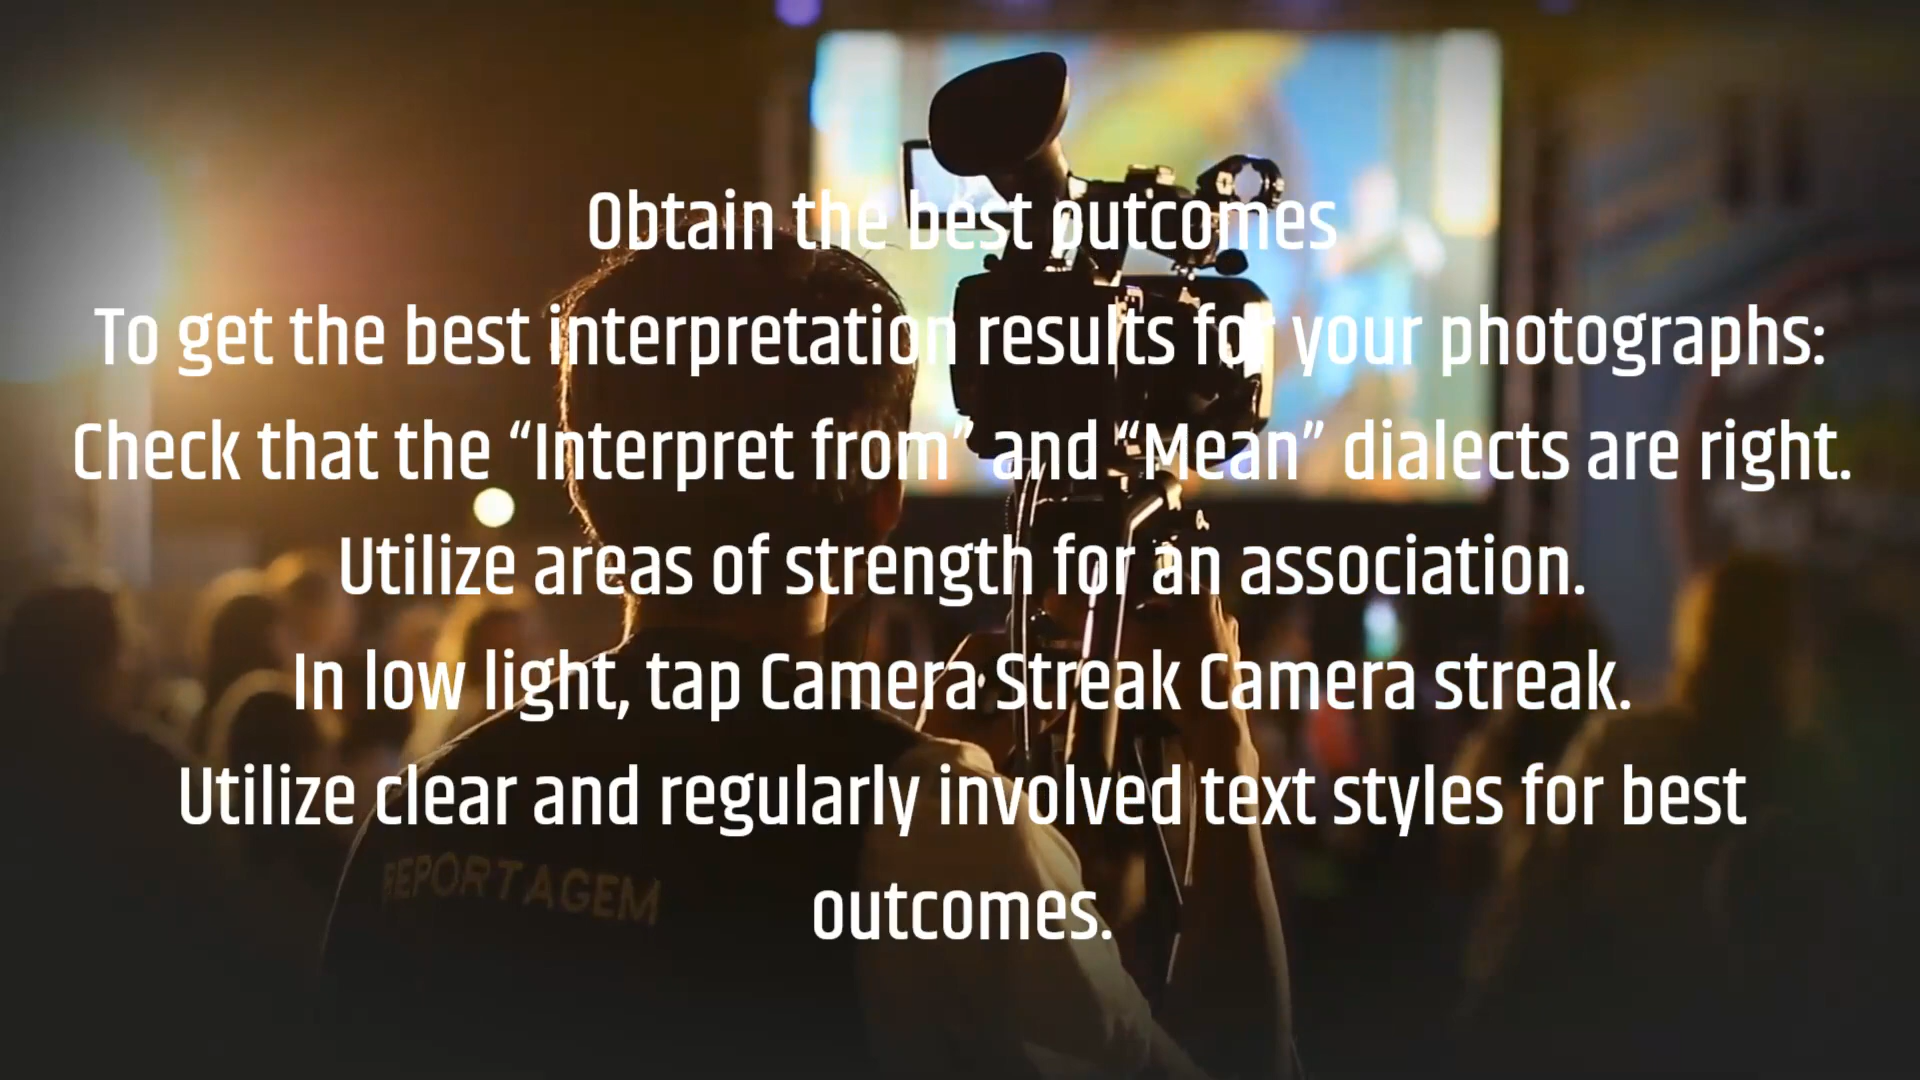 Obtain the best outcomes
To get the best interpretation results for your photographs:
Check that the “Interpret from” and “Mean” dialects are right.
Utilize areas of strength for an association.
In low light, tap Camera Streak Camera streak.
Utilize clear and regularly involved text styles for best
outcomes.
REPORTAGEM